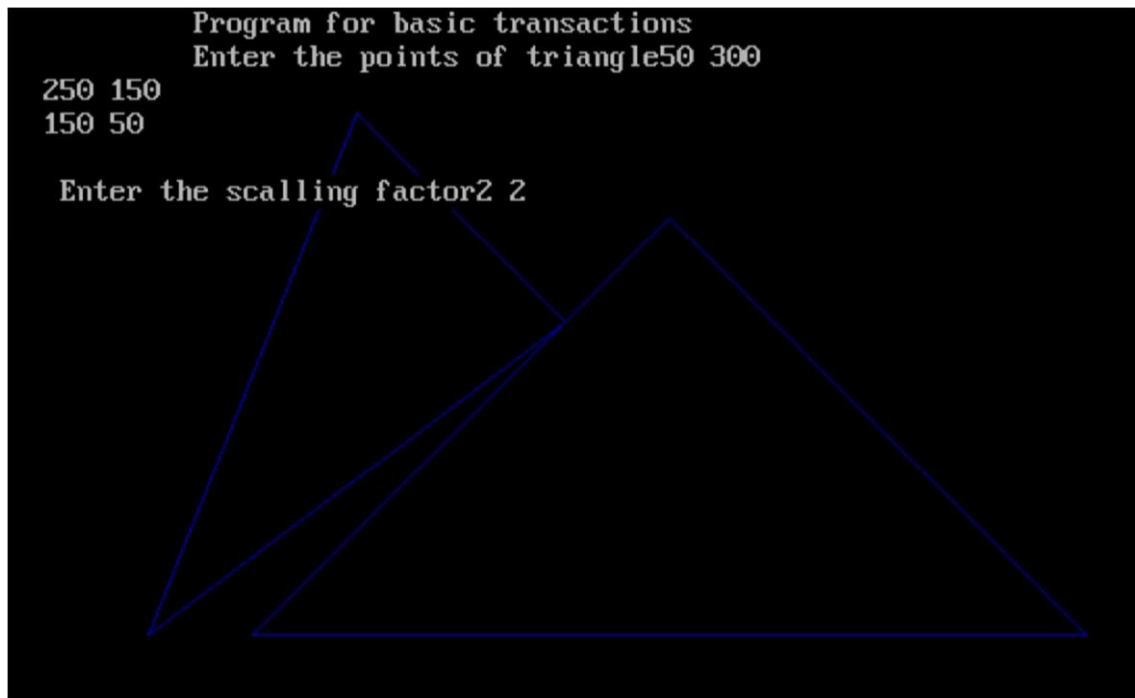 Program for basic transactions
Enter the points of triangle50 300
250 150
150 50
Enter the scalling factor2 2